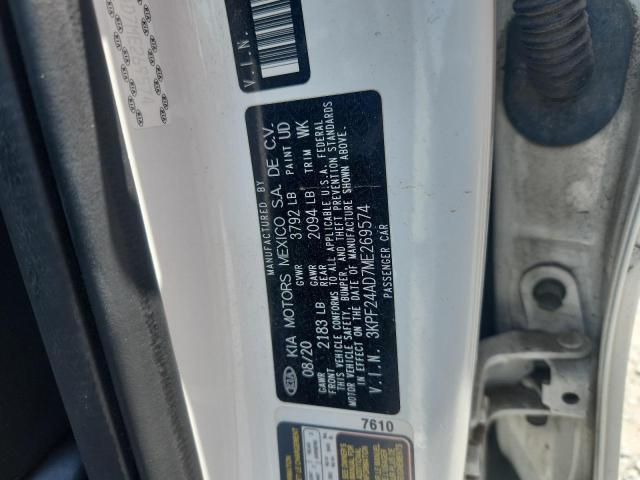 V.I.N.
MANUFACTURED BY
KIA KIA MOTORS MEXICO S.A. DE C.V.
08/20 GVWR 3792 LB PAINT UD
GAWR FRONT 2183 LB GAWR REAR 2094 LB TRIM WK
THIS VEHICLE CONFORMS TO ALL APPLICABLE U.S.A. FEDERAL
MOTOR VEHICLE SAFETY, BUMPER, AND THEFT PREVENTION STANDARDS
IN EFFECT ON THE DATE OF MANUFACTURE SHOWN ABOVE.
V.I.N. 3KPF24AD7ME269574
PASSENGER CAR
7610